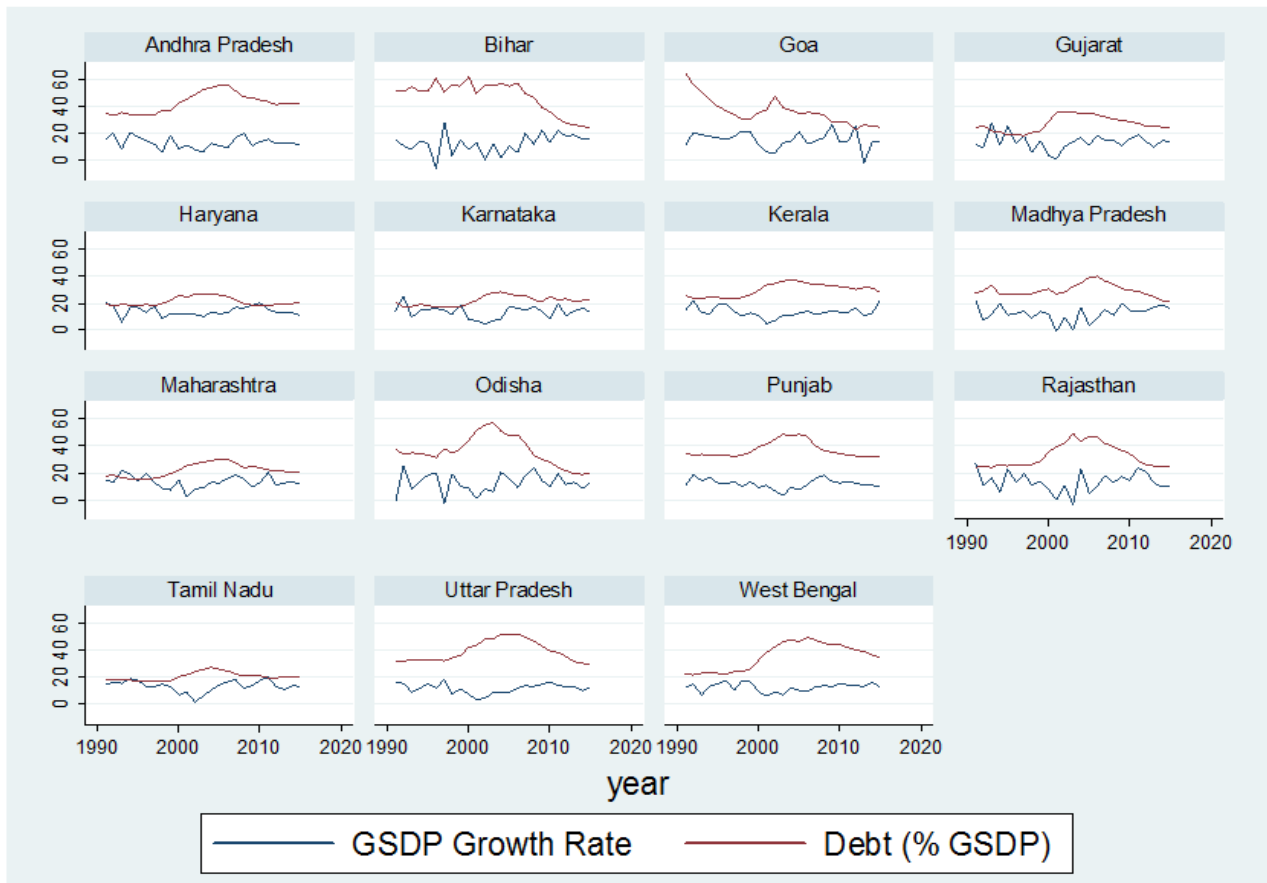 Andhra Pradesh Bihar Goa Gujarat
60
40
20
0
Haryana Karnataka Kerala Madhya Pradesh
60
40
20
0
Maharashtra Odisha Punjab Rajasthan
60
40
20
0
1990 2000 2010 2020
Tamil Nadu Uttar Pradesh West Bengal
60
40
20
0
1990 2000 2010 2020 1990 2000 2010 2020 1990 2000 2010 2020
year
GSDP Growth Rate Debt (% GSDP)